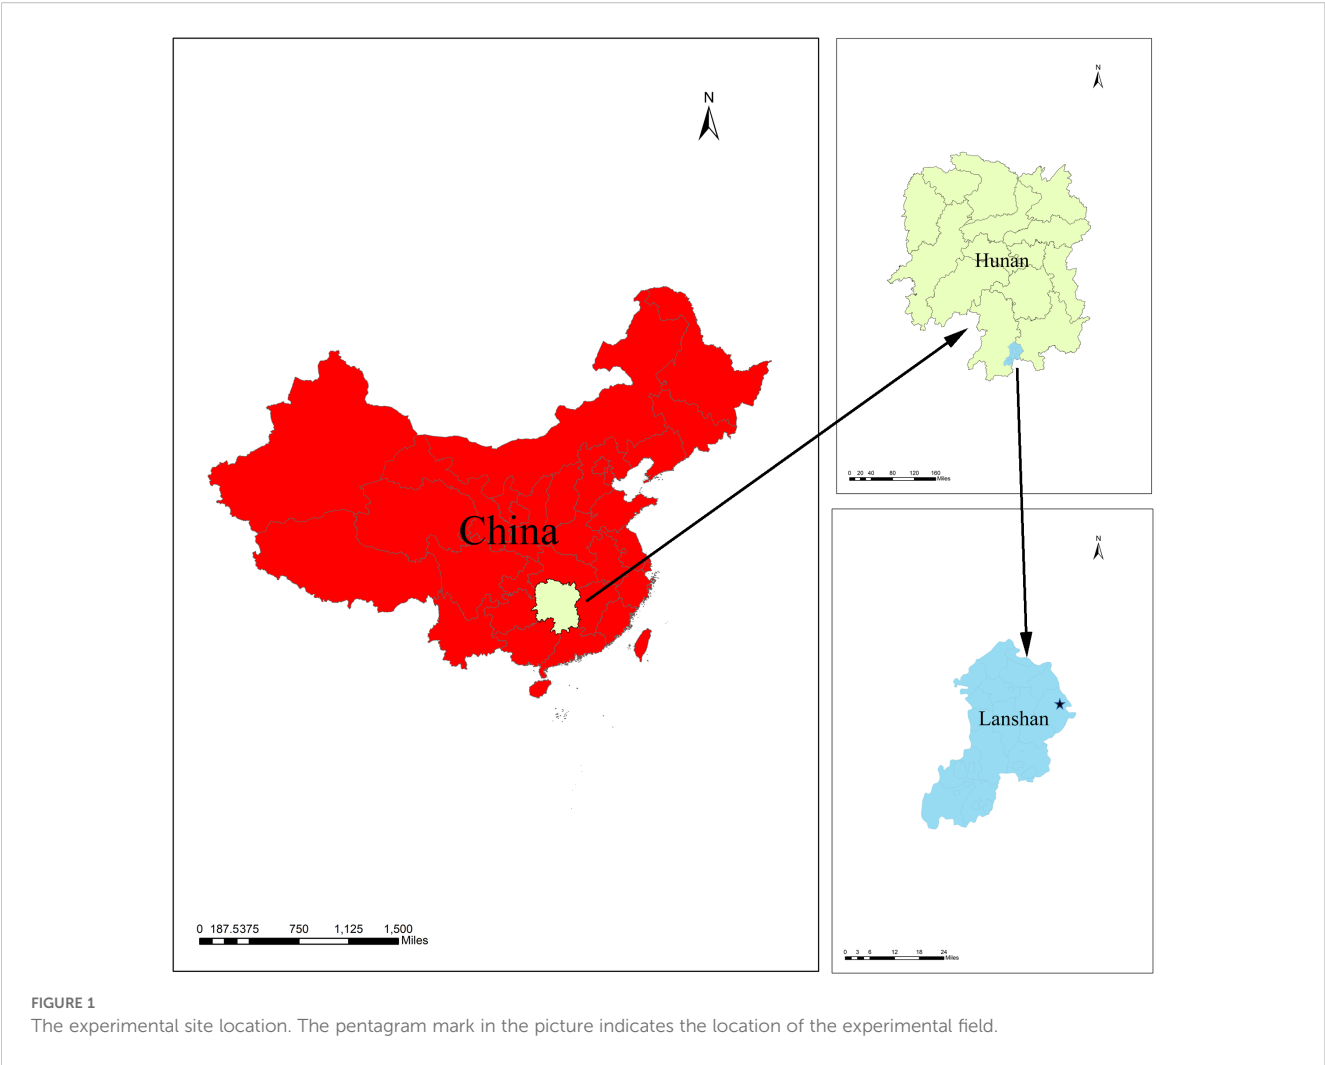 N
China
0 187.5375 750 1,125 1,500
Miles
N
Hunan
0 20 40 80 120 160
Miles
N
Lanshan
0 3 6 12 18 24
Miles
FIGURE 1
The experimental site location. The pentagram mark in the picture indicates the location of the experimental field.